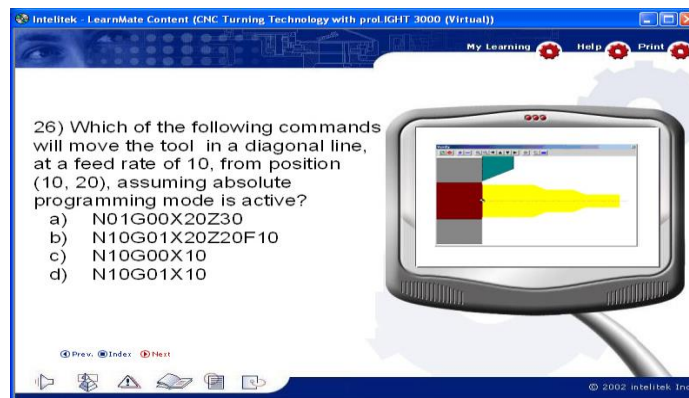 Intelitek - LearnMate Content (CNC Turning Technology with proLIGHT 3000 (Virtual))
My Learning Help Print
26) Which of the following commands
will move the tool in a diagonal line,
at a feed rate of 10, from position
(10, 20), assuming absolute
programming mode is active?
a) N01G00X20Z30
b) N10G01X20Z20F10
c) N10G00X10
d) N10G01X10
Prev. Index Next
© 2002 intelitek Inc